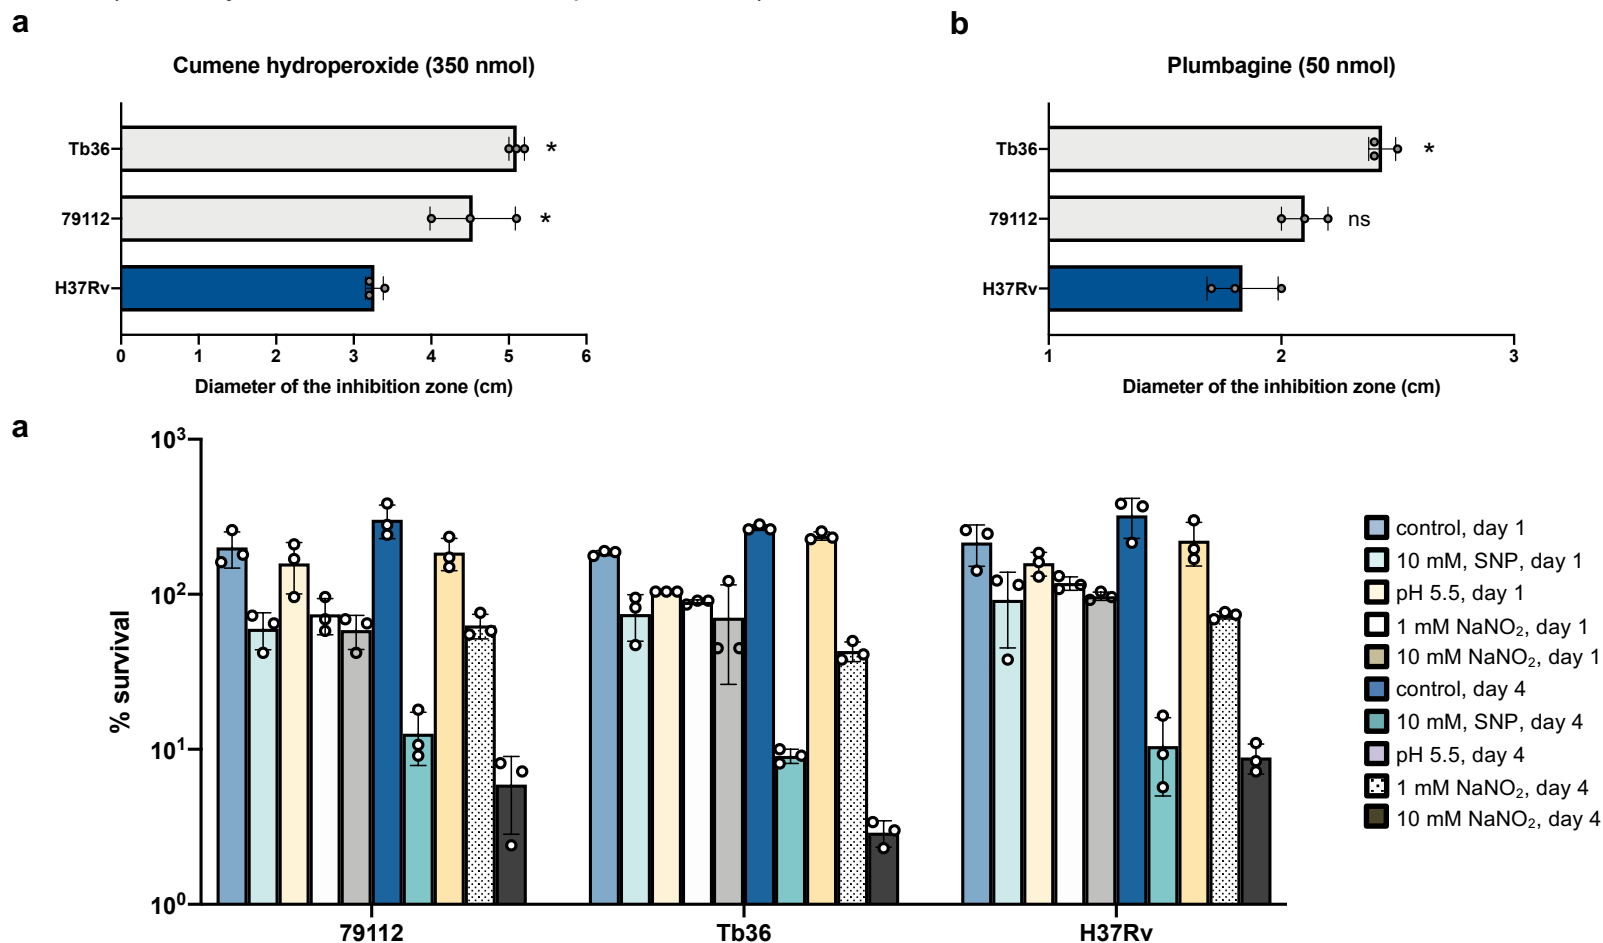 a
b
Cumene hydroperoxide (350 nmol)
Plumbagine (50 nmol)
Tb36
*
79112
*
H37Rv
0 1 2 3 4 5 6
Diameter of the inhibition zone (cm)
Tb36
*
79112
ns
H37Rv
1 2 3
Diameter of the inhibition zone (cm)
a
10³
10²
10¹
10⁰
% survival
79112
Tb36
H37Rv
control, day 1
10 mM, SNP, day 1
pH 5.5, day 1
1 mM NaNO₂, day 1
10 mM NaNO₂, day 1
control, day 4
10 mM, SNP, day 4
pH 5.5, day 4
1 mM NaNO₂, day 4
10 mM NaNO₂, day 4